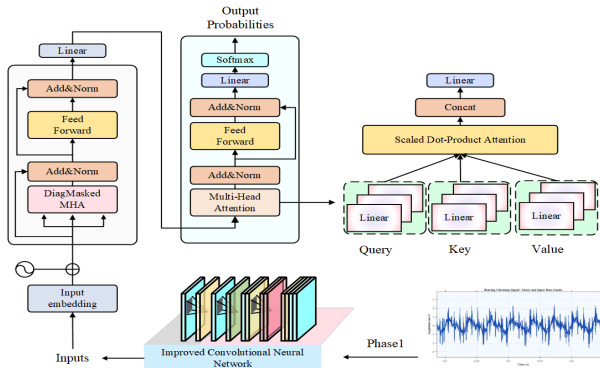 Output
Probabilities
Linear
Add&Norm
Feed
Forward
Add&Norm
DiagMasked
MHA
Input
embedding
Inputs
Softmax
Linear
Add&Norm
Feed
Forward
Add&Norm
Multi-Head
Attention
Linear
Concat
Scaled Dot-Product Attention
Linear
Linear
Linear
Query
Key
Value
Improved Convolutional Neural
Network
Phase1